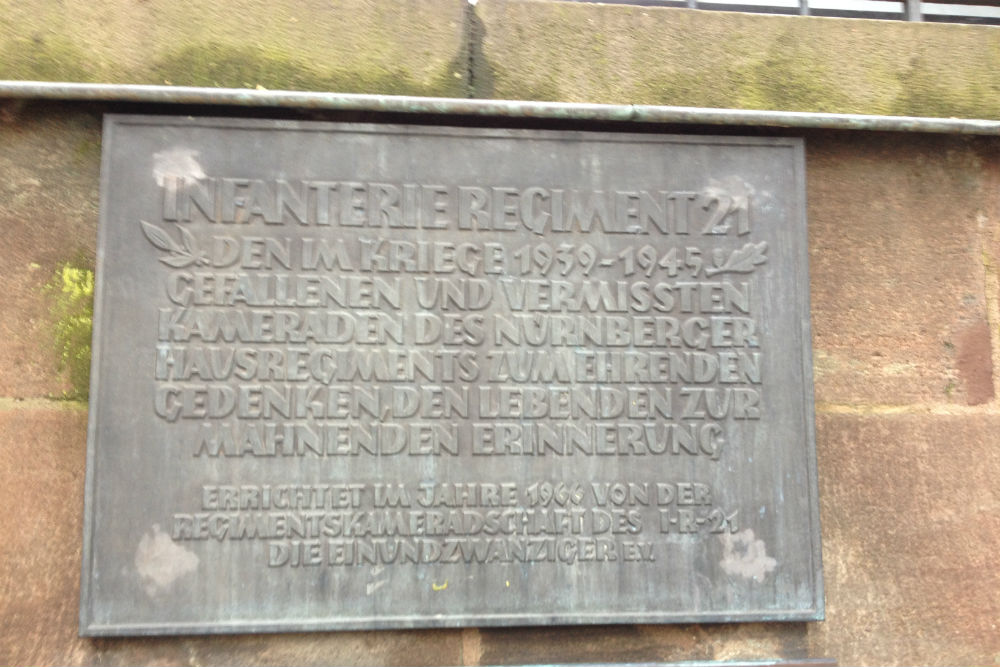 INFANTERIE REGIMENT 21
DEN IM KRIEGE 1939-1945
GEFALLENEN UND VERMISSTEN
KAMERADEN DES NÜRNBERGER
HAUSREGIMENTS ZUM EHRENDEN
GEDENKEN, DEN LEBENDEN ZUR
MAHNENDEN ERINNERUNG
ERRICHTET IM JAHRE 1966 VON DER
REGIMENTSKAMERADSCHAFT DES I-R-21
DIE EINUNDZWANZIGER E.V.